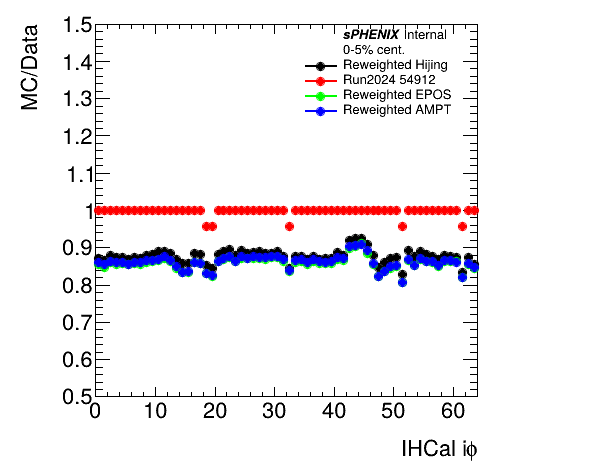 MC/Data
1.5
1.4
1.3
1.2
1.1
1
0.9
0.8
0.7
0.6
0.5
sPHENIX Internal
0-5% cent.
Reweighted Hijing
Run2024 54912
Reweighted EPOS
Reweighted AMPT
0 10 20 30 40 50 60
IHCal iϕ